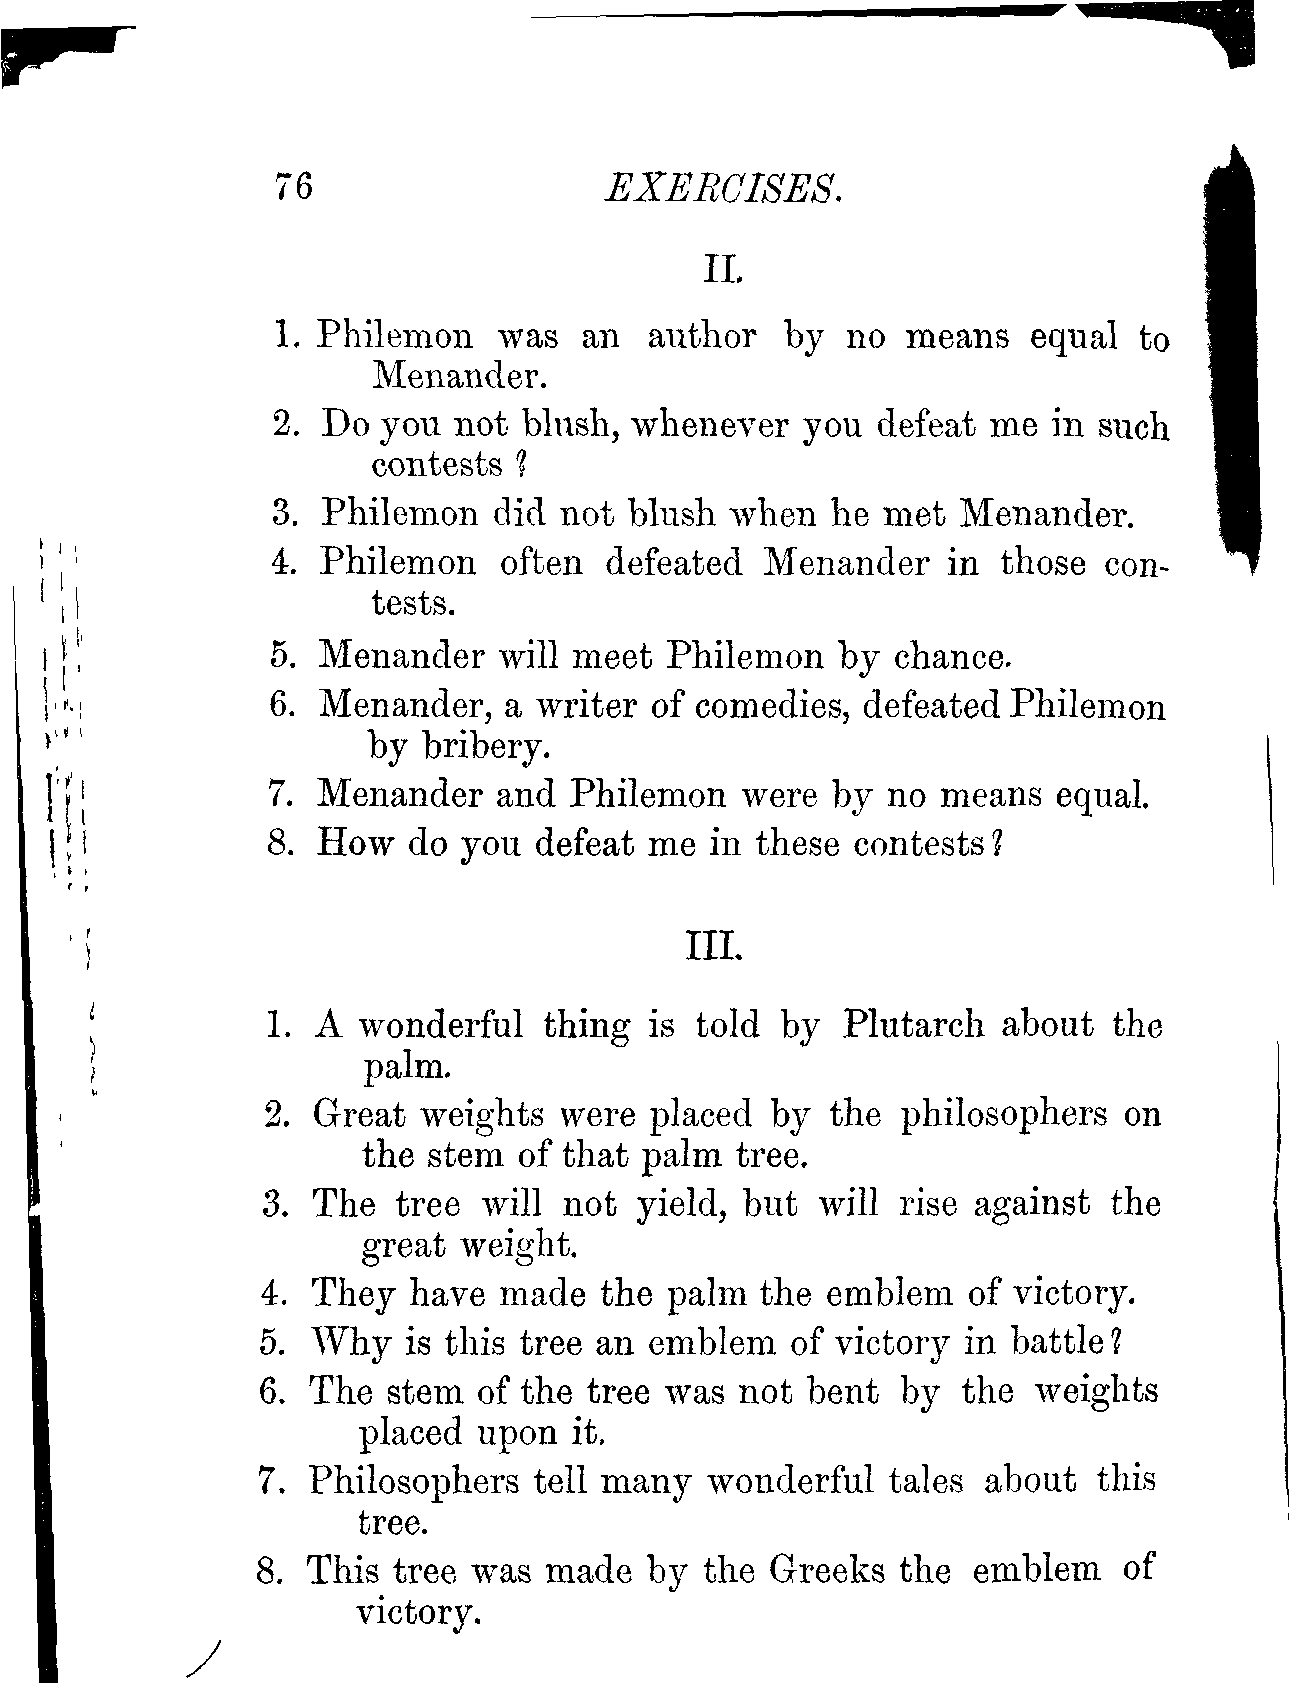 76 EXERCISES.
II.
1. Philemon was an author by no means equal to
Menander.
2. Do you not blush, whenever you defeat me in such
contests ?
3. Philemon did not blush when he met Menander.
4. Philemon often defeated Menander in those con-
tests.
5. Menander will meet Philemon by chance.
6. Menander, a writer of comedies, defeated Philemon
by bribery.
7. Menander and Philemon were by no means equal.
8. How do you defeat me in these contests?
III.
1. A wonderful thing is told by Plutarch about the
palm.
2. Great weights were placed by the philosophers on
the stem of that palm tree.
3. The tree will not yield, but will rise against the
great weight.
4. They have made the palm the emblem of victory.
5. Why is this tree an emblem of victory in battle?
6. The stem of the tree was not bent by the weights
placed upon it.
7. Philosophers tell many wonderful tales about this
tree.
8. This tree was made by the Greeks the emblem of
victory.